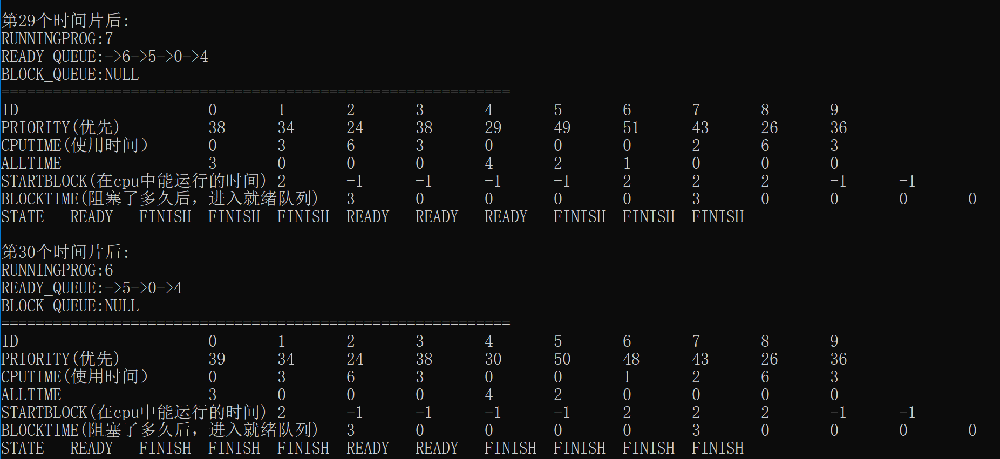 第29个时间片后:
RUNNINGPROG:7
READY_QUEUE:->6->5->0->4
BLOCK_QUEUE:NULL
===========================================================
ID 0 1 2 3 4 5 6 7 8 9
PRIORITY(优先) 38 34 24 38 29 49 51 43 26 36
CPUTIME(使用时间） 0 3 6 3 0 0 0 2 6 3
ALLTIME 3 0 0 0 4 2 1 0 0 0
STARTBLOCK(在cpu中能运行的时间) 2 -1 -1 -1 -1 2 2 2 -1 -1
BLOCKTIME(阻塞了多久后，进入就绪队列) 3 0 0 0 0 3 0 0 0 0
STATE READY FINISH FINISH FINISH READY READY READY FINISH FINISH FINISH
第30个时间片后:
RUNNINGPROG:6
READY_QUEUE:->5->0->4
BLOCK_QUEUE:NULL
===========================================================
ID 0 1 2 3 4 5 6 7 8 9
PRIORITY(优先) 39 34 24 38 30 50 48 43 26 36
CPUTIME(使用时间） 0 3 6 3 0 0 1 2 6 3
ALLTIME 3 0 0 0 4 2 0 0 0 0
STARTBLOCK(在cpu中能运行的时间) 2 -1 -1 -1 -1 2 2 2 -1 -1
BLOCKTIME(阻塞了多久后，进入就绪队列) 3 0 0 0 0 3 0 0 0 0
STATE READY FINISH FINISH FINISH READY READY FINISH FINISH FINISH FINISH